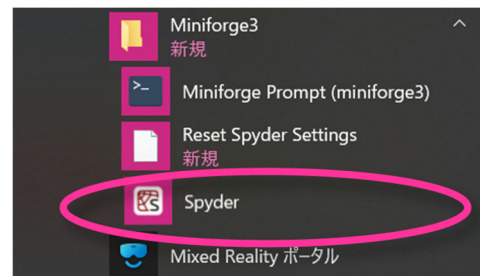 Miniforge3
新規
Miniforge Prompt (miniforge3)
Reset Spyder Settings
新規
Spyder
Mixed Reality ポータル